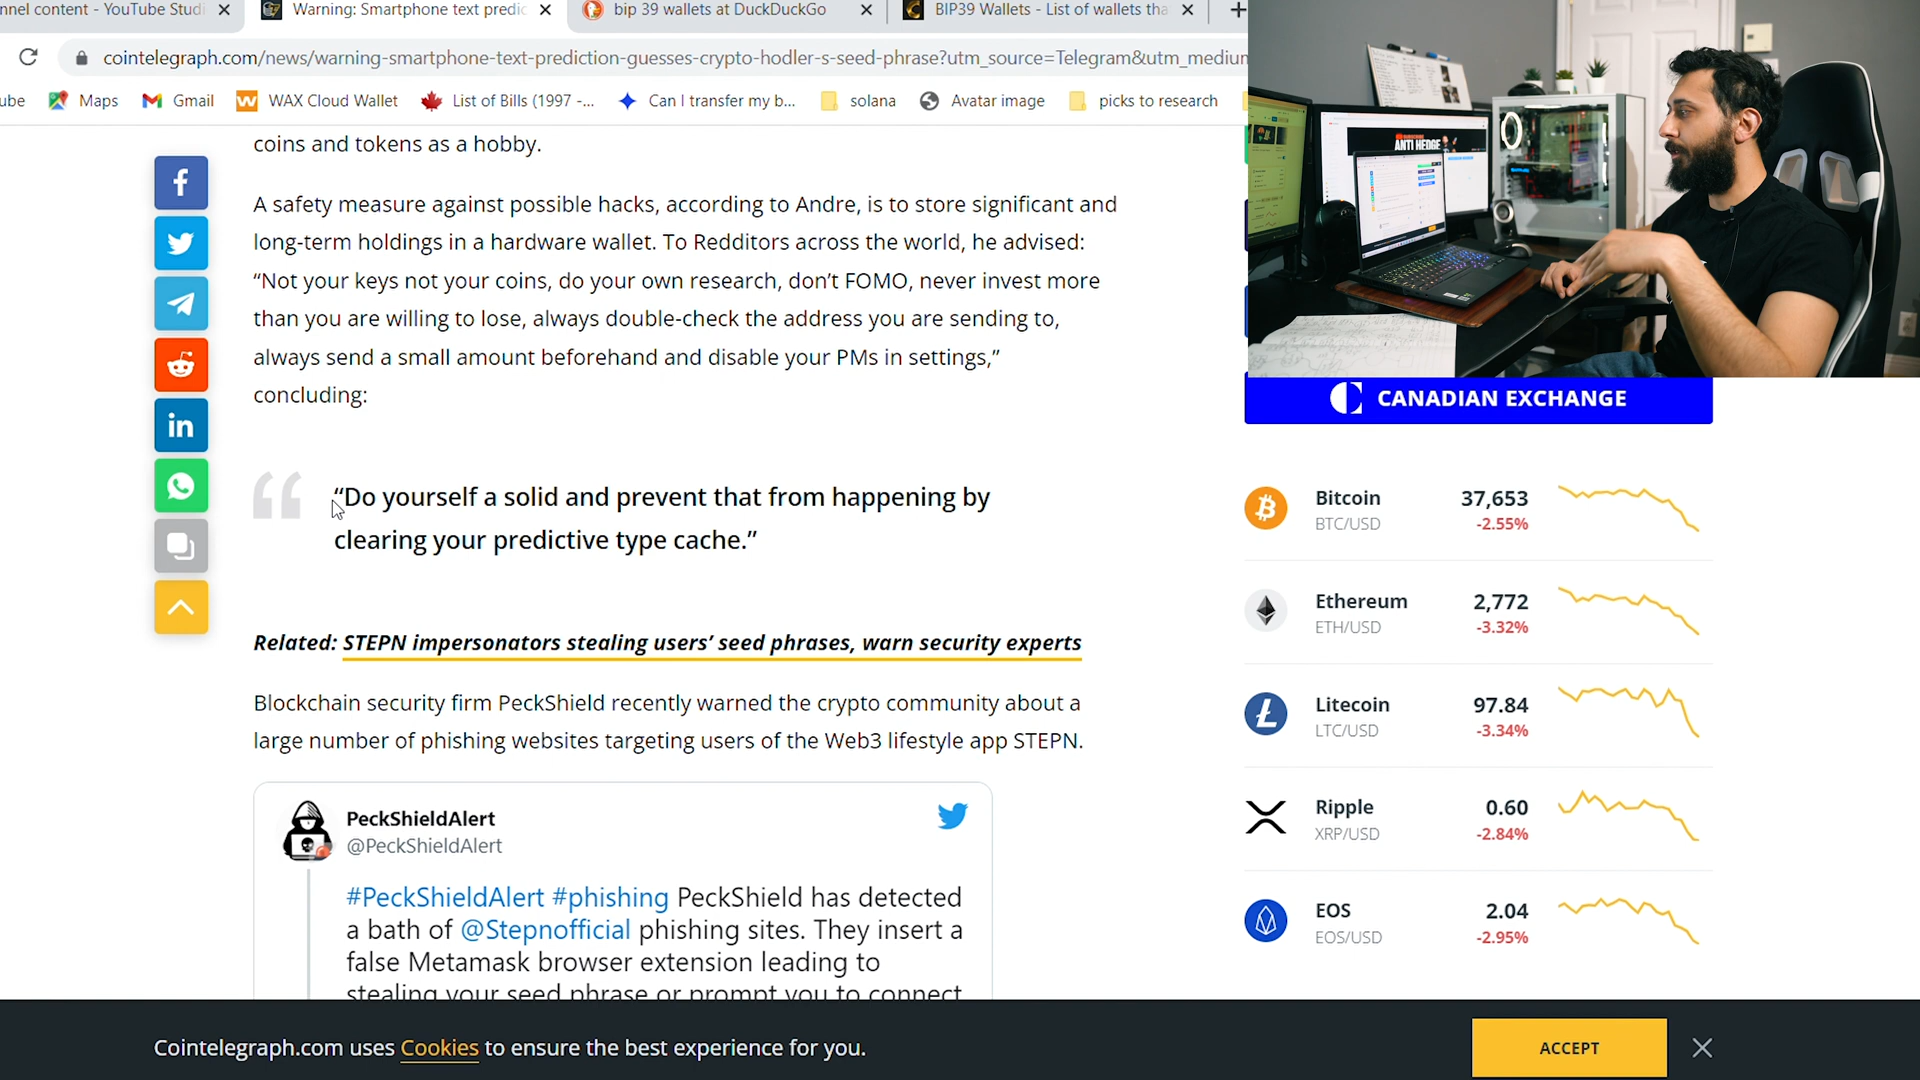 nnel content - YouTube Studi
Warning: Smartphone text predic
bip 39 wallets at DuckDuckGo
BIP39 Wallets - List of wallets tha
cointelegraph.com/news/warning-smartphone-text-prediction-guesses-crypto-hodler-s-seed-phrase?utm_source=Telegram&utm_medium
ube
Maps
Gmail
WAX Cloud Wallet
List of Bills (1997 -...
Can I transfer my b...
solana
Avatar image
picks to research
ANTI HEDGE
coins and tokens as a hobby.
A safety measure against possible hacks, according to Andre, is to store significant and
long-term holdings in a hardware wallet. To Redditors across the world, he advised:
“Not your keys not your coins, do your own research, don’t FOMO, never invest more
than you are willing to lose, always double-check the address you are sending to,
always send a small amount beforehand and disable your PMs in settings,”
concluding:
“Do yourself a solid and prevent that from happening by
clearing your predictive type cache.”
Related: STEPN impersonators stealing users’ seed phrases, warn security experts
Blockchain security firm PeckShield recently warned the crypto community about a
large number of phishing websites targeting users of the Web3 lifestyle app STEPN.
PeckShieldAlert
@PeckShieldAlert
#PeckShieldAlert #phishing PeckShield has detected
a bath of @Stepnofficial phishing sites. They insert a
false Metamask browser extension leading to
stealing your seed phrase or prompt you to connect
CANADIAN EXCHANGE
Bitcoin 37,653
BTC/USD -2.55%
Ethereum 2,772
ETH/USD -3.32%
Litecoin 97.84
LTC/USD -3.34%
Ripple 0.60
XRP/USD -2.84%
EOS 2.04
EOS/USD -2.95%
Cointelegraph.com uses Cookies to ensure the best experience for you.
ACCEPT